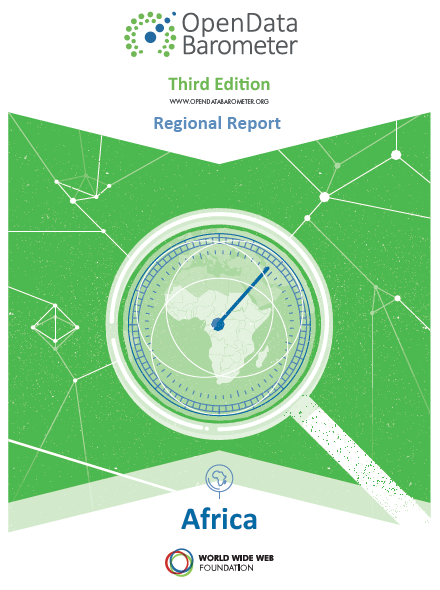 OpenData
Barometer
Third Edition
WWW.OPENDATABAROMETER.ORG
Regional Report
Africa
WORLD WIDE WEB
FOUNDATION